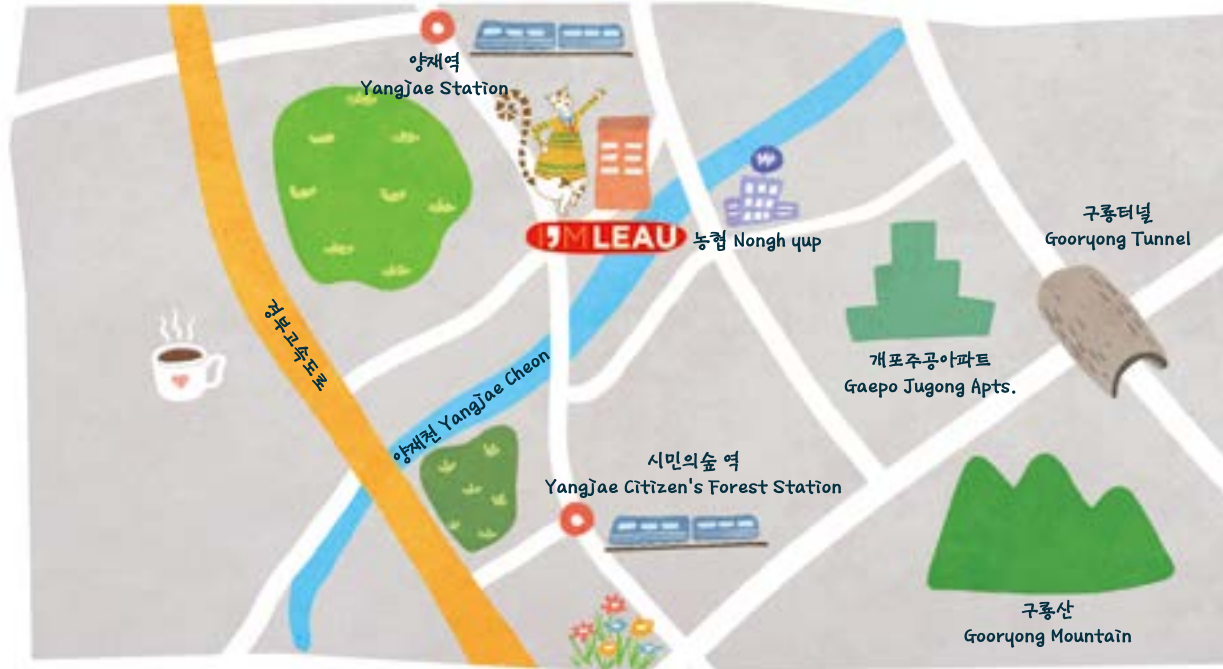 양재역
Yangjae Station
I'M LEAU
농협 Nongh yup
구룡터널
Gooryong Tunnel
경부고속도로
양재천 Yangjae Cheon
개포주공아파트
Gaepo Jugong Apts.
시민의숲 역
Yangjae Citizen's Forest Station
구룡산
Gooryong Mountain